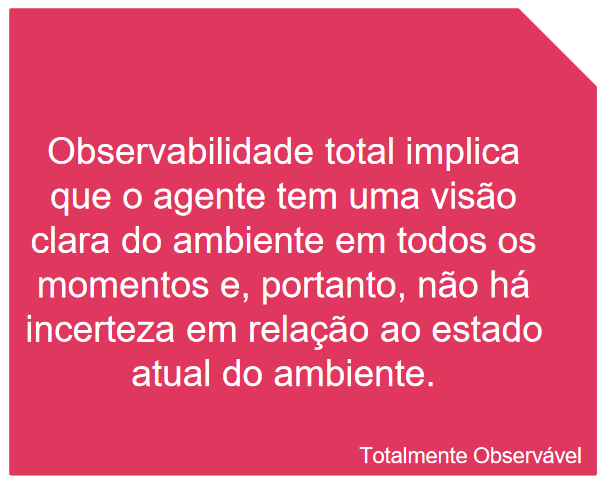 Observabilidade total implica
que o agente tem uma visão
clara do ambiente em todos os
momentos e, portanto, não há
incerteza em relação ao estado
atual do ambiente.
Totalmente Observável